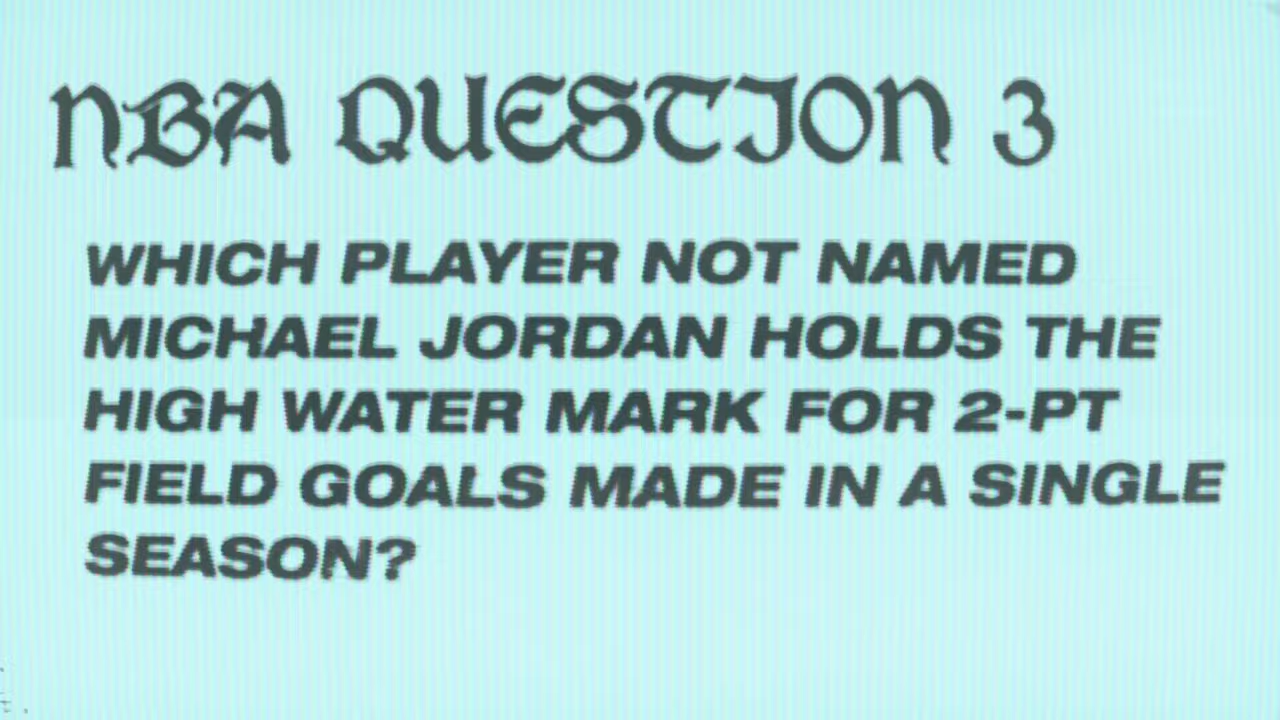 NBA QUESTION 3
WHICH PLAYER NOT NAMED
MICHAEL JORDAN HOLDS THE
HIGH WATER MARK FOR 2-PT
FIELD GOALS MADE IN A SINGLE
SEASON?